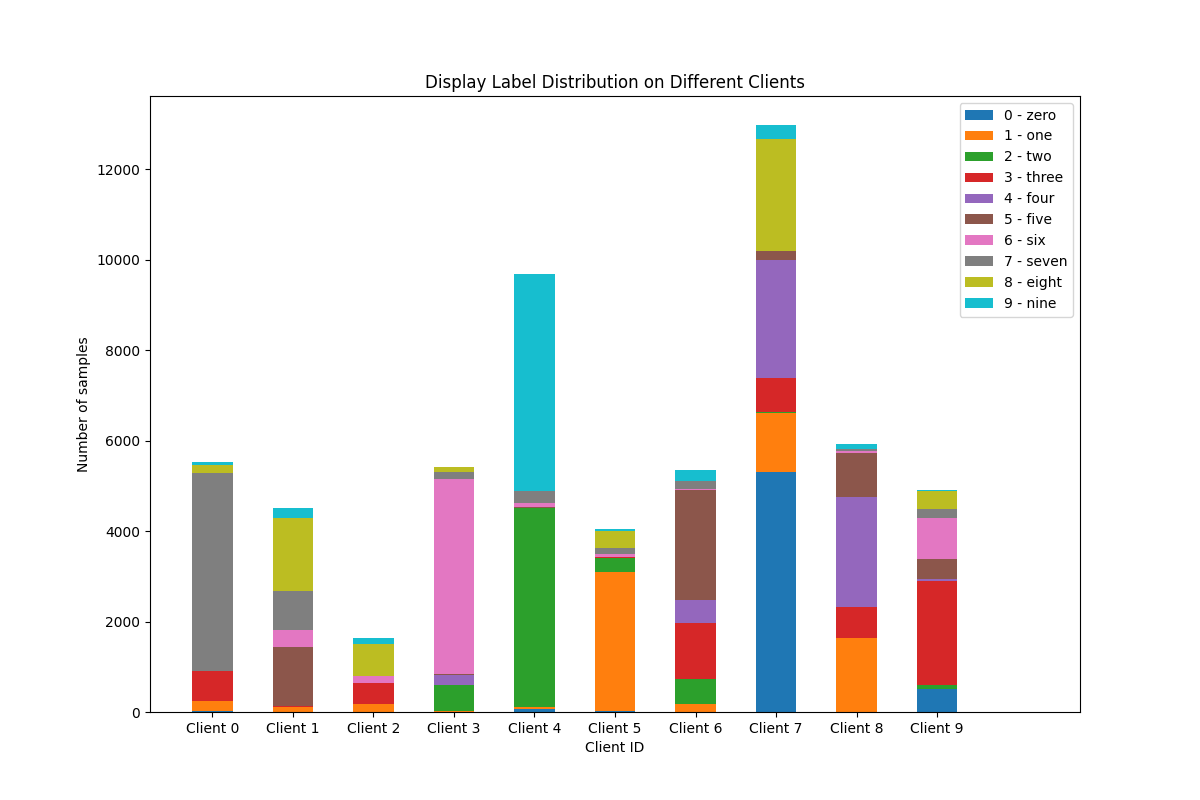 Display Label Distribution on Different Clients
0 - zero
1 - one
2 - two
3 - three
4 - four
5 - five
6 - six
7 - seven
8 - eight
9 - nine
12000
10000
8000
6000
4000
2000
0
Number of samples
Client 0 Client 1 Client 2 Client 3 Client 4 Client 5 Client 6 Client 7 Client 8 Client 9
Client ID